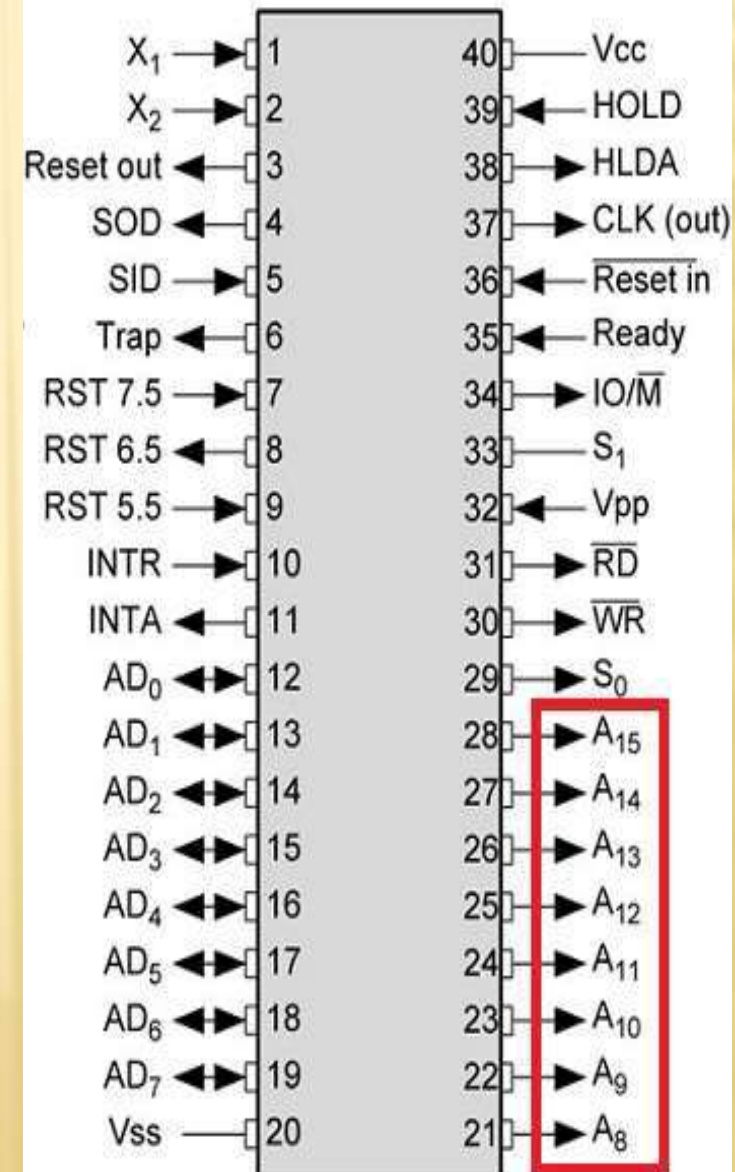 X₁ 1 40 Vcc
X₂ 2 39 HOLD
Reset out 3 38 HLDA
SOD 4 37 CLK (out)
SID 5 36 R̅e̅s̅e̅t̅ ̅i̅n̅
Trap 6 35 Ready
RST 7.5 7 34 IO/M̅
RST 6.5 8 33 S₁
RST 5.5 9 32 Vpp
INTR 10 31 R̅D̅
INTA 11 30 W̅R̅
AD₀ 12 29 S₀
AD₁ 13 28 A₁₅
AD₂ 14 27 A₁₄
AD₃ 15 26 A₁₃
AD₄ 16 25 A₁₂
AD₅ 17 24 A₁₁
AD₆ 18 23 A₁₀
AD₇ 19 22 A₉
Vss 20 21 A₈